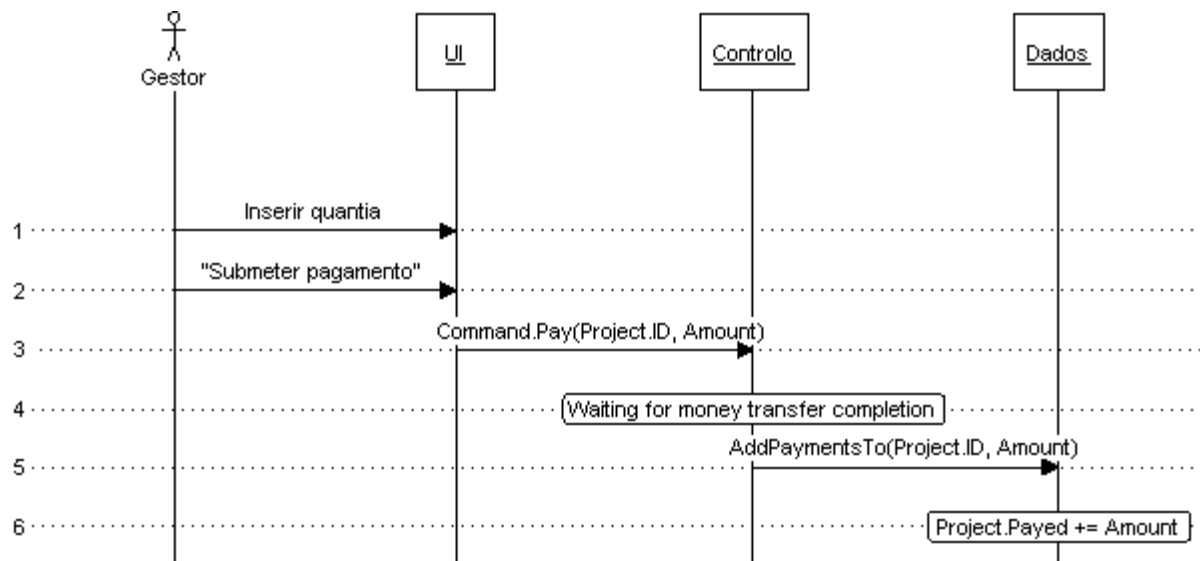 Gestor
UI
Controlo
Dados
Inserir quantia
1
"Submeter pagamento"
2
Command.Pay(Project.ID, Amount)
3
4
Waiting for money transfer completion
AddPaymentsTo(Project.ID, Amount)
5
6
Project.Payed += Amount